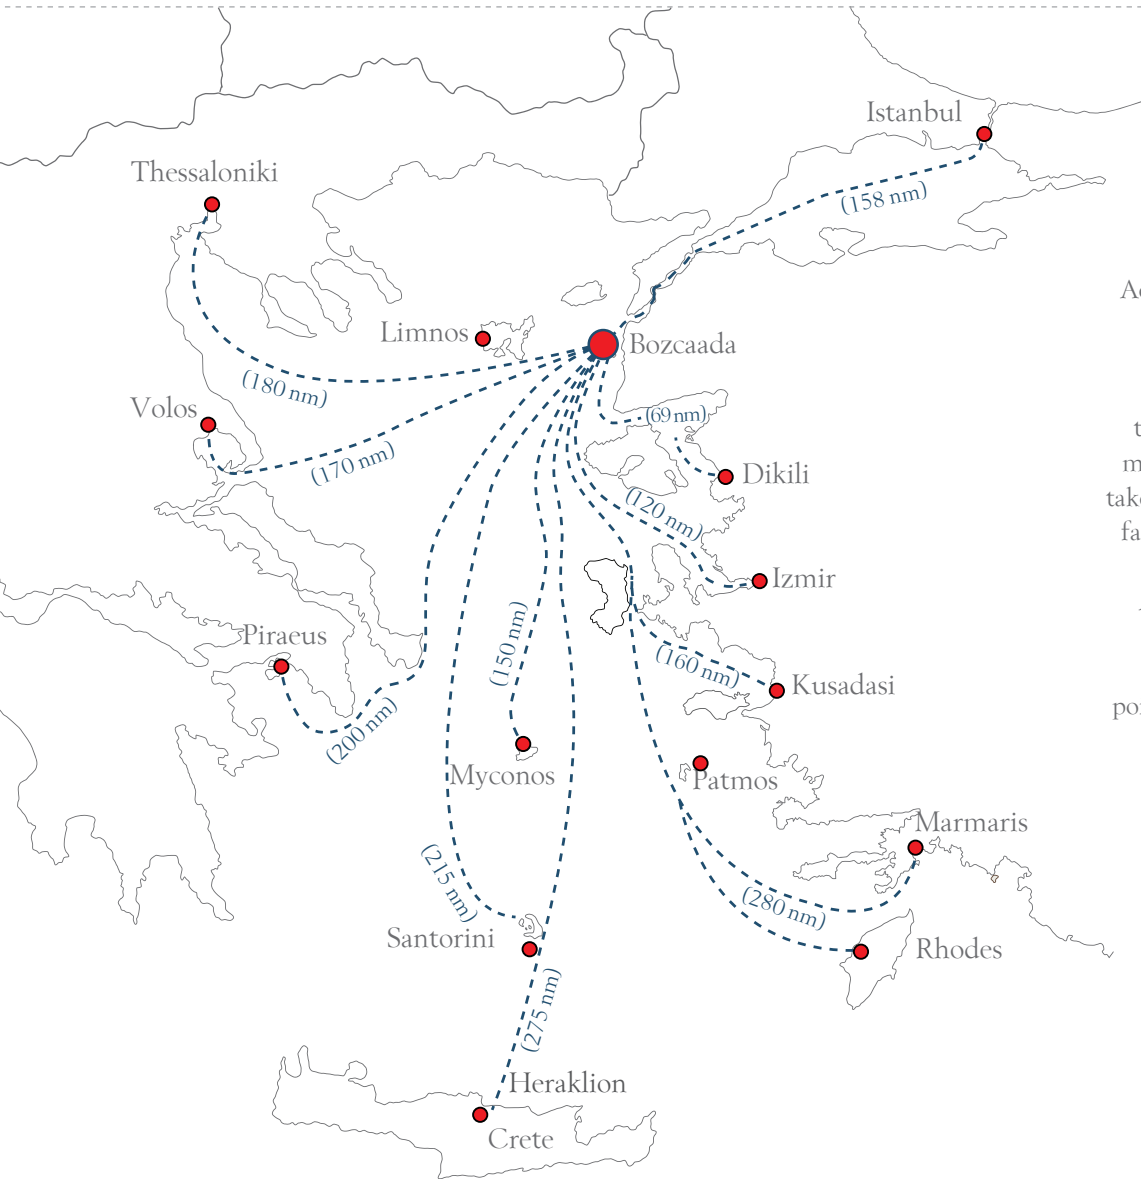 Istanbul
Thessaloniki
(158 nm)
Limnos
Bozcaada
(180 nm)
Volos
(69 nm)
(170 nm)
Dikili
(120 nm)
take
fa
Izmir
Piraeus
(150 nm)
(160 nm)
Kusadasi
(200 nm)
Myconos
Patmos
Marmaris
(215 nm)
(280 nm)
Santorini
Rhodes
(275 nm)
Heraklion
Crete